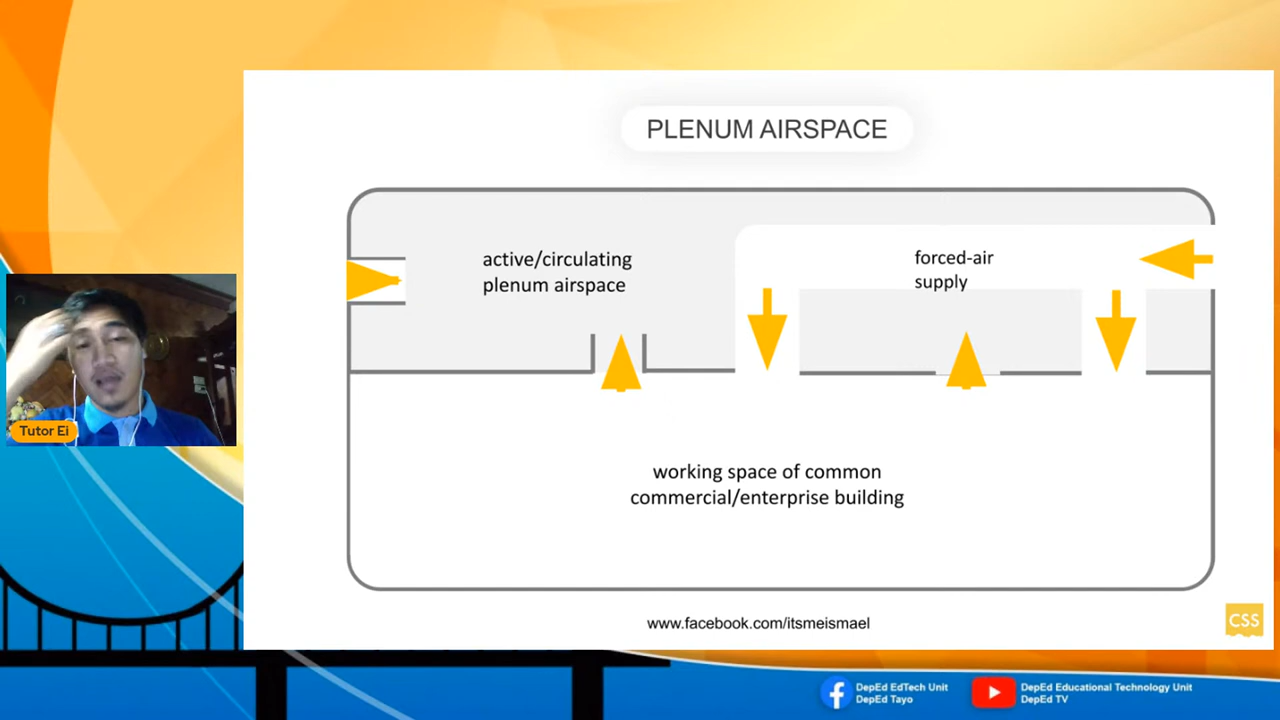 PLENUM AIRSPACE
active/circulating
plenum airspace
forced-air
supply
Tutor Ei
working space of common
commercial/enterprise building
www.facebook.com/itsmeismael
CSS
DepEd EdTech Unit
DepEd Tayo
DepEd Educational Technology Unit
DepEd TV